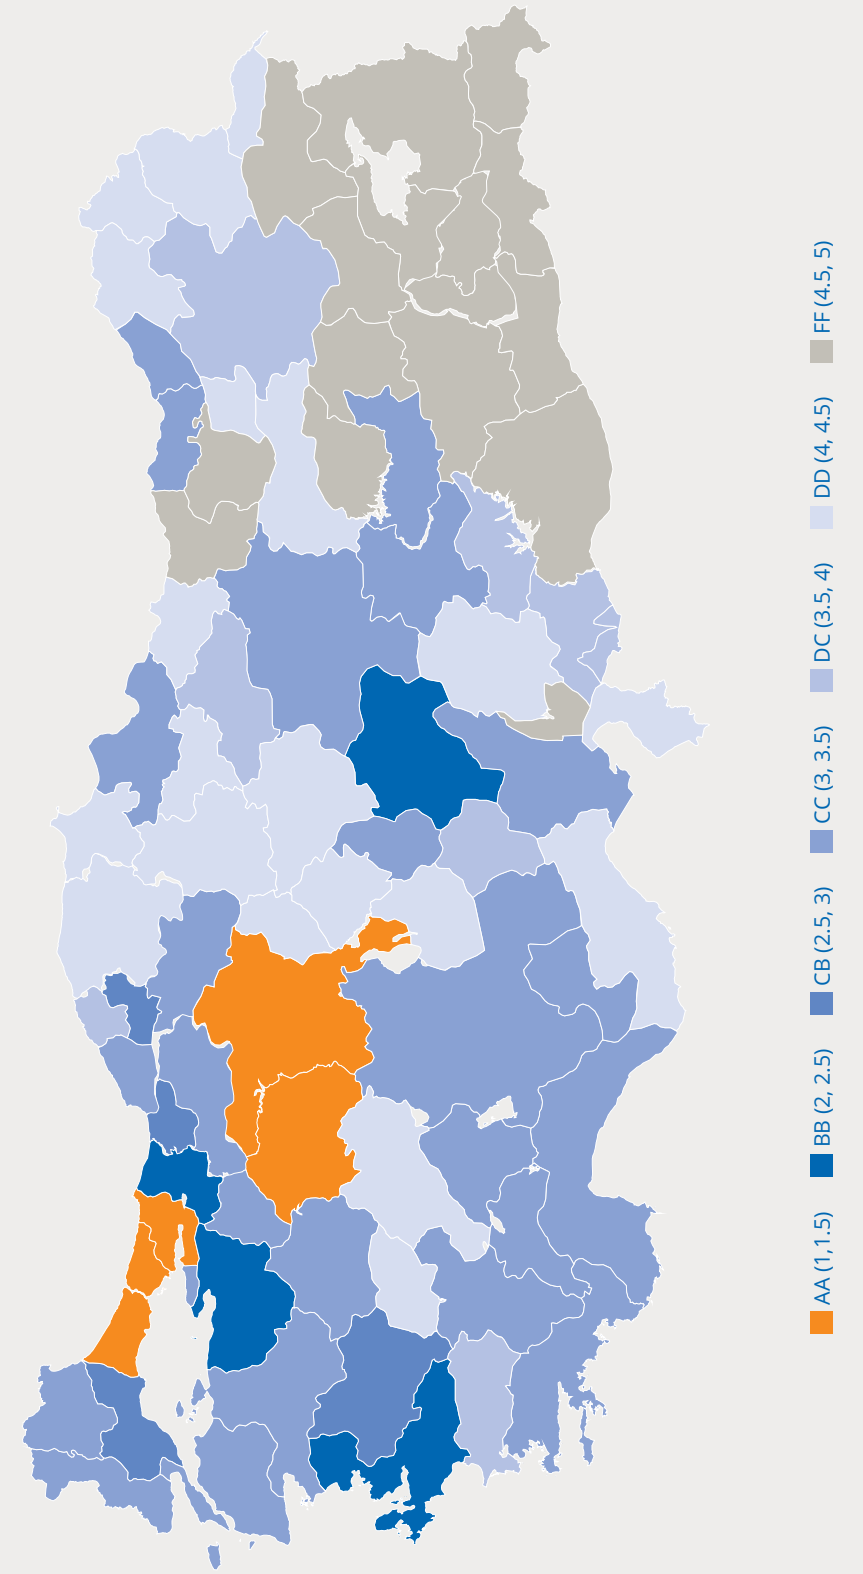 AA (1,1.5)
BB (2, 2.5)
CB (2.5, 3)
CC (3, 3.5)
DC (3.5, 4)
DD (4, 4.5)
FF (4.5, 5)